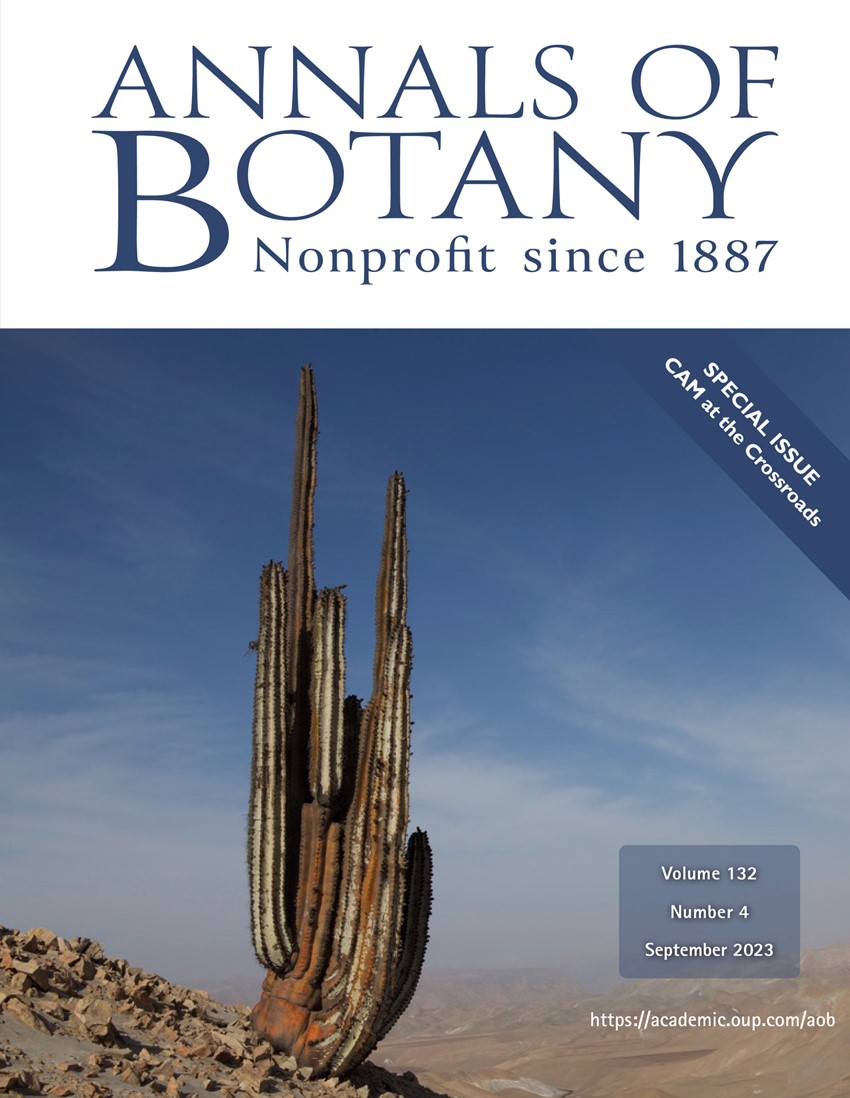 ANNALS OF
BOTANY
Nonprofit since 1887
SPECIAL ISSUE
CAM at the Crossroads
Volume 132
Number 4
September 2023
https://academic.oup.com/aob